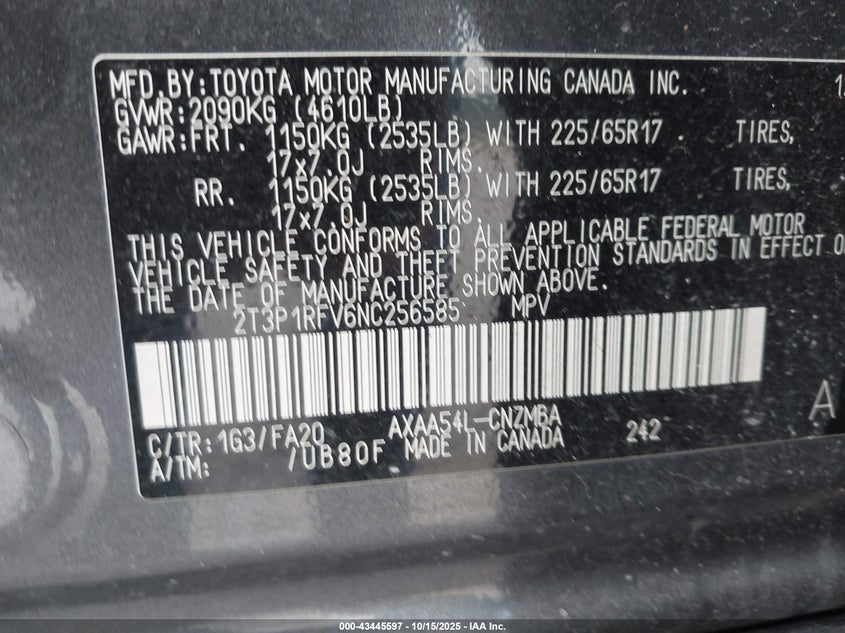 MFD.BY:TOYOTA MOTOR MANUFACTURING CANADA INC.
GVWR:2090KG (4610LB)
GAWR:FRT. 1150KG (2535LB) WITH 225/65R17 TIRES,
17x7.0J RIMS.
RR. 1150KG (2535LB) WITH 225/65R17 TIRES,
17x7.0J RIMS.
THIS VEHICLE CONFORMS TO ALL APPLICABLE FEDERAL MOTOR
VEHICLE SAFETY AND THEFT PREVENTION STANDARDS IN EFFECT
THE DATE OF MANUFACTURE SHOWN ABOVE.
2T3P1RFV6NC256585 MPV
A
C/TR:1G3/FA20 AXAA54L-CNZMBA 242
A/TM: /UB80F MADE IN CANADA
000-43445597 - 10/15/2025 - IAA Inc.